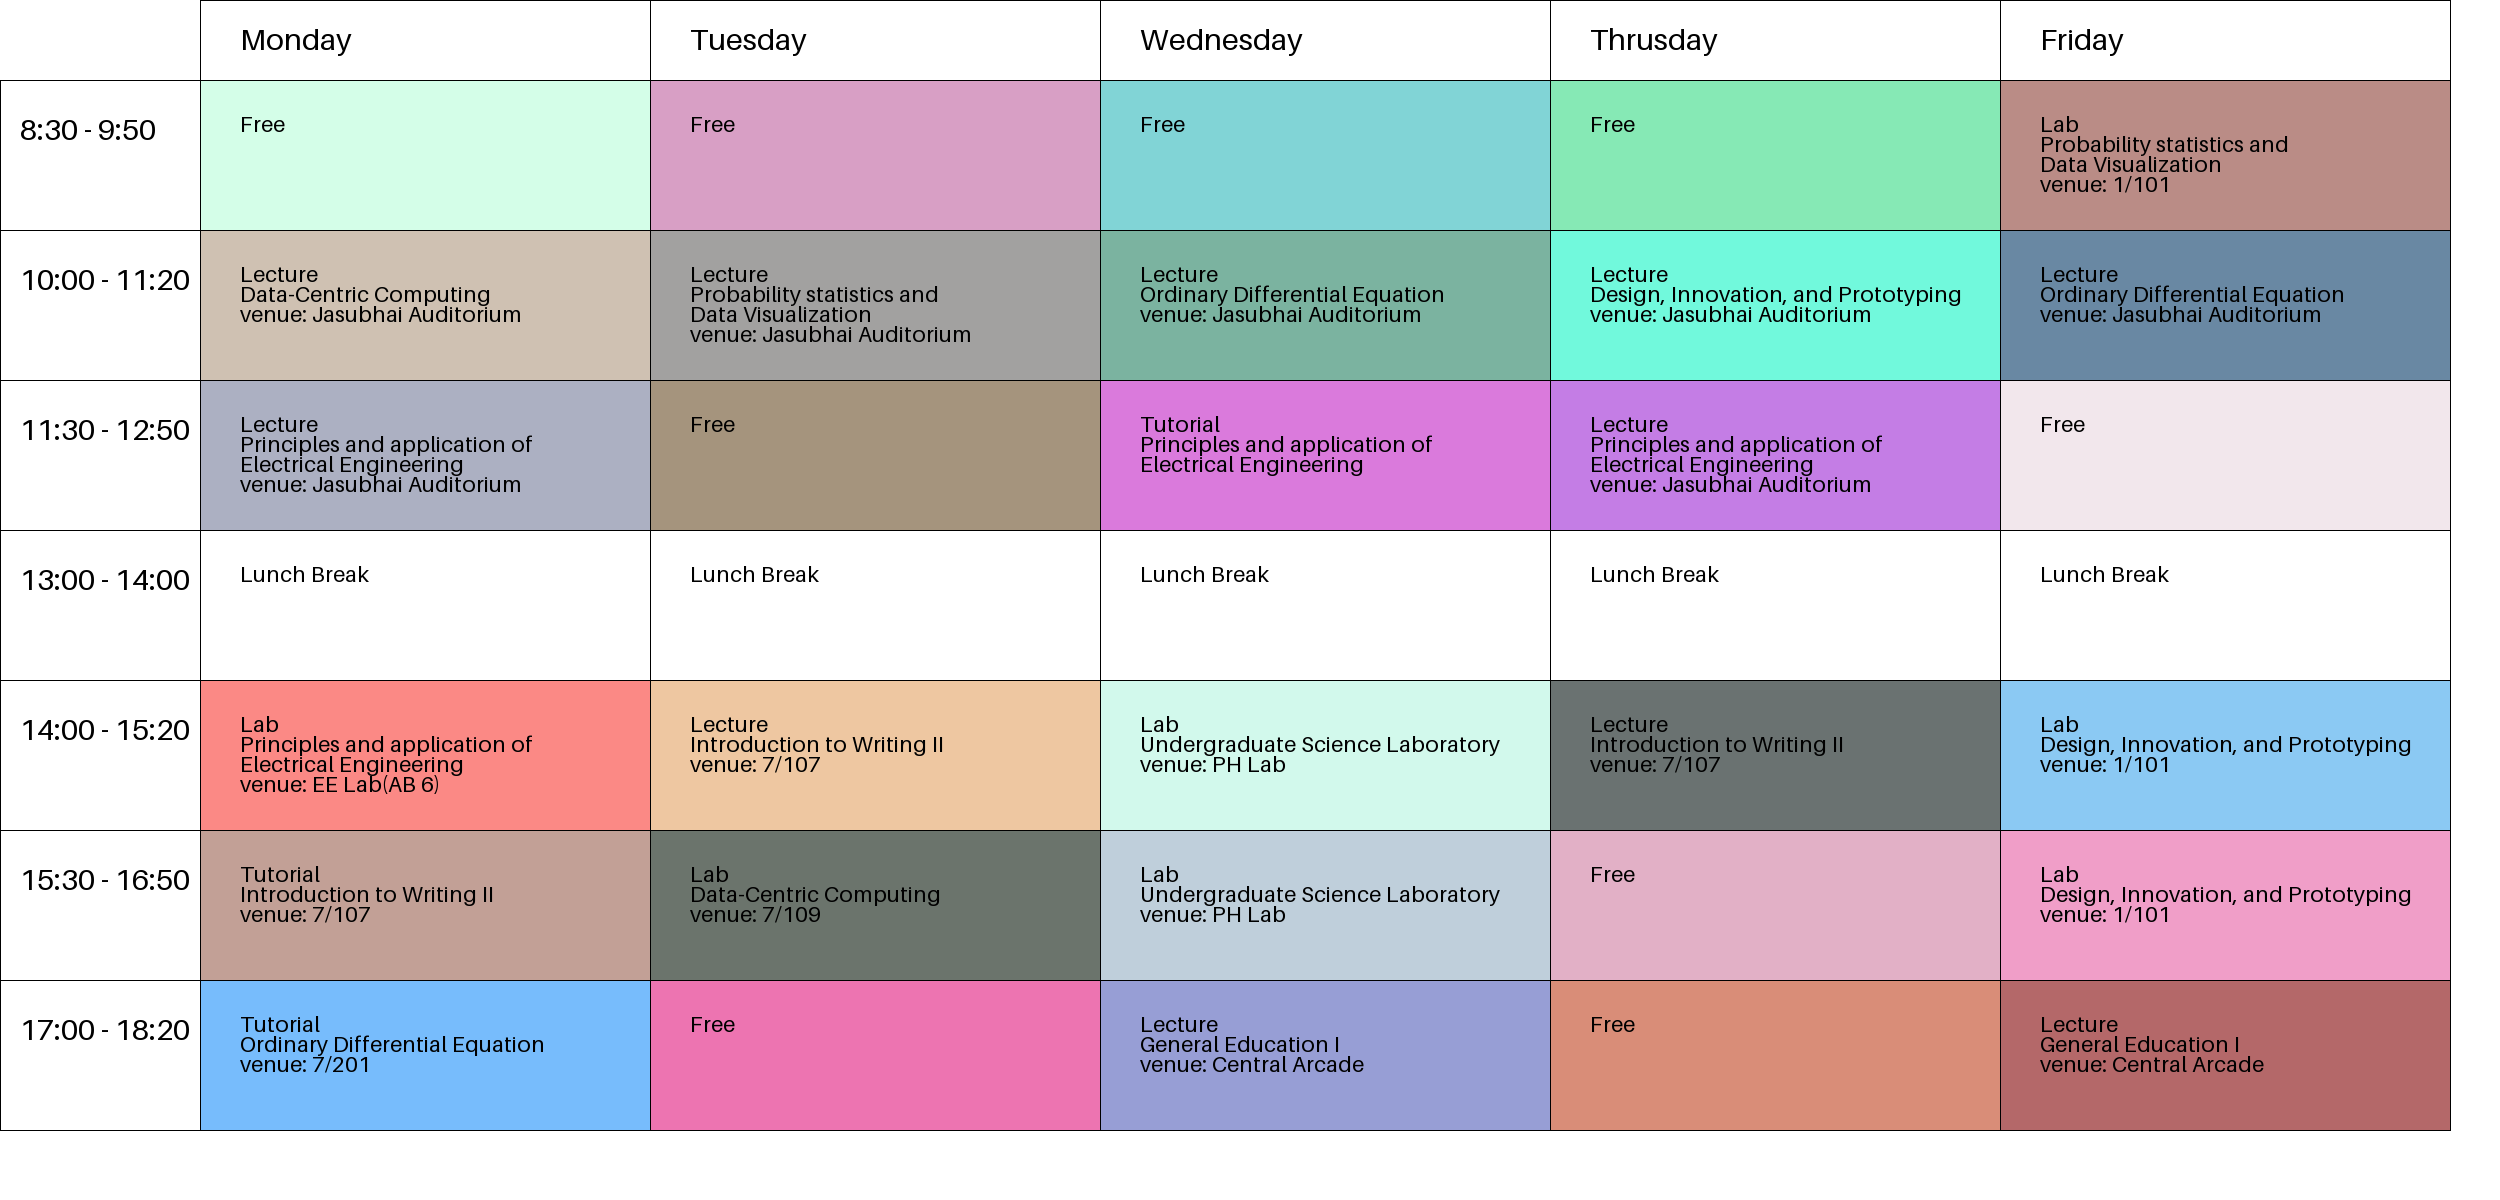 Monday
Tuesday
Wednesday
Thrusday
Friday
8:30 - 9:50
Free
Free
Free
Free
Lab
Probability statistics and
Data Visualization
venue: 1/101
10:00 - 11:20
Lecture
Data-Centric Computing
venue: Jasubhai Auditorium
Lecture
Probability statistics and
Data Visualization
venue: Jasubhai Auditorium
Lecture
Ordinary Differential Equation
venue: Jasubhai Auditorium
Lecture
Design, Innovation, and Prototyping
venue: Jasubhai Auditorium
Lecture
Ordinary Differential Equation
venue: Jasubhai Auditorium
11:30 - 12:50
Lecture
Principles and application of
Electrical Engineering
venue: Jasubhai Auditorium
Free
Tutorial
Principles and application of
Electrical Engineering
Lecture
Principles and application of
Electrical Engineering
venue: Jasubhai Auditorium
Free
13:00 - 14:00
Lunch Break
Lunch Break
Lunch Break
Lunch Break
Lunch Break
14:00 - 15:20
Lab
Principles and application of
Electrical Engineering
venue: EE Lab(AB 6)
Lecture
Introduction to Writing II
venue: 7/107
Lab
Undergraduate Science Laboratory
venue: PH Lab
Lecture
Introduction to Writing II
venue: 7/107
Lab
Design, Innovation, and Prototyping
venue: 1/101
15:30 - 16:50
Tutorial
Introduction to Writing II
venue: 7/107
Lab
Data-Centric Computing
venue: 7/109
Lab
Undergraduate Science Laboratory
venue: PH Lab
Free
Lab
Design, Innovation, and Prototyping
venue: 1/101
17:00 - 18:20
Tutorial
Ordinary Differential Equation
venue: 7/201
Free
Lecture
General Education I
venue: Central Arcade
Free
Lecture
General Education I
venue: Central Arcade